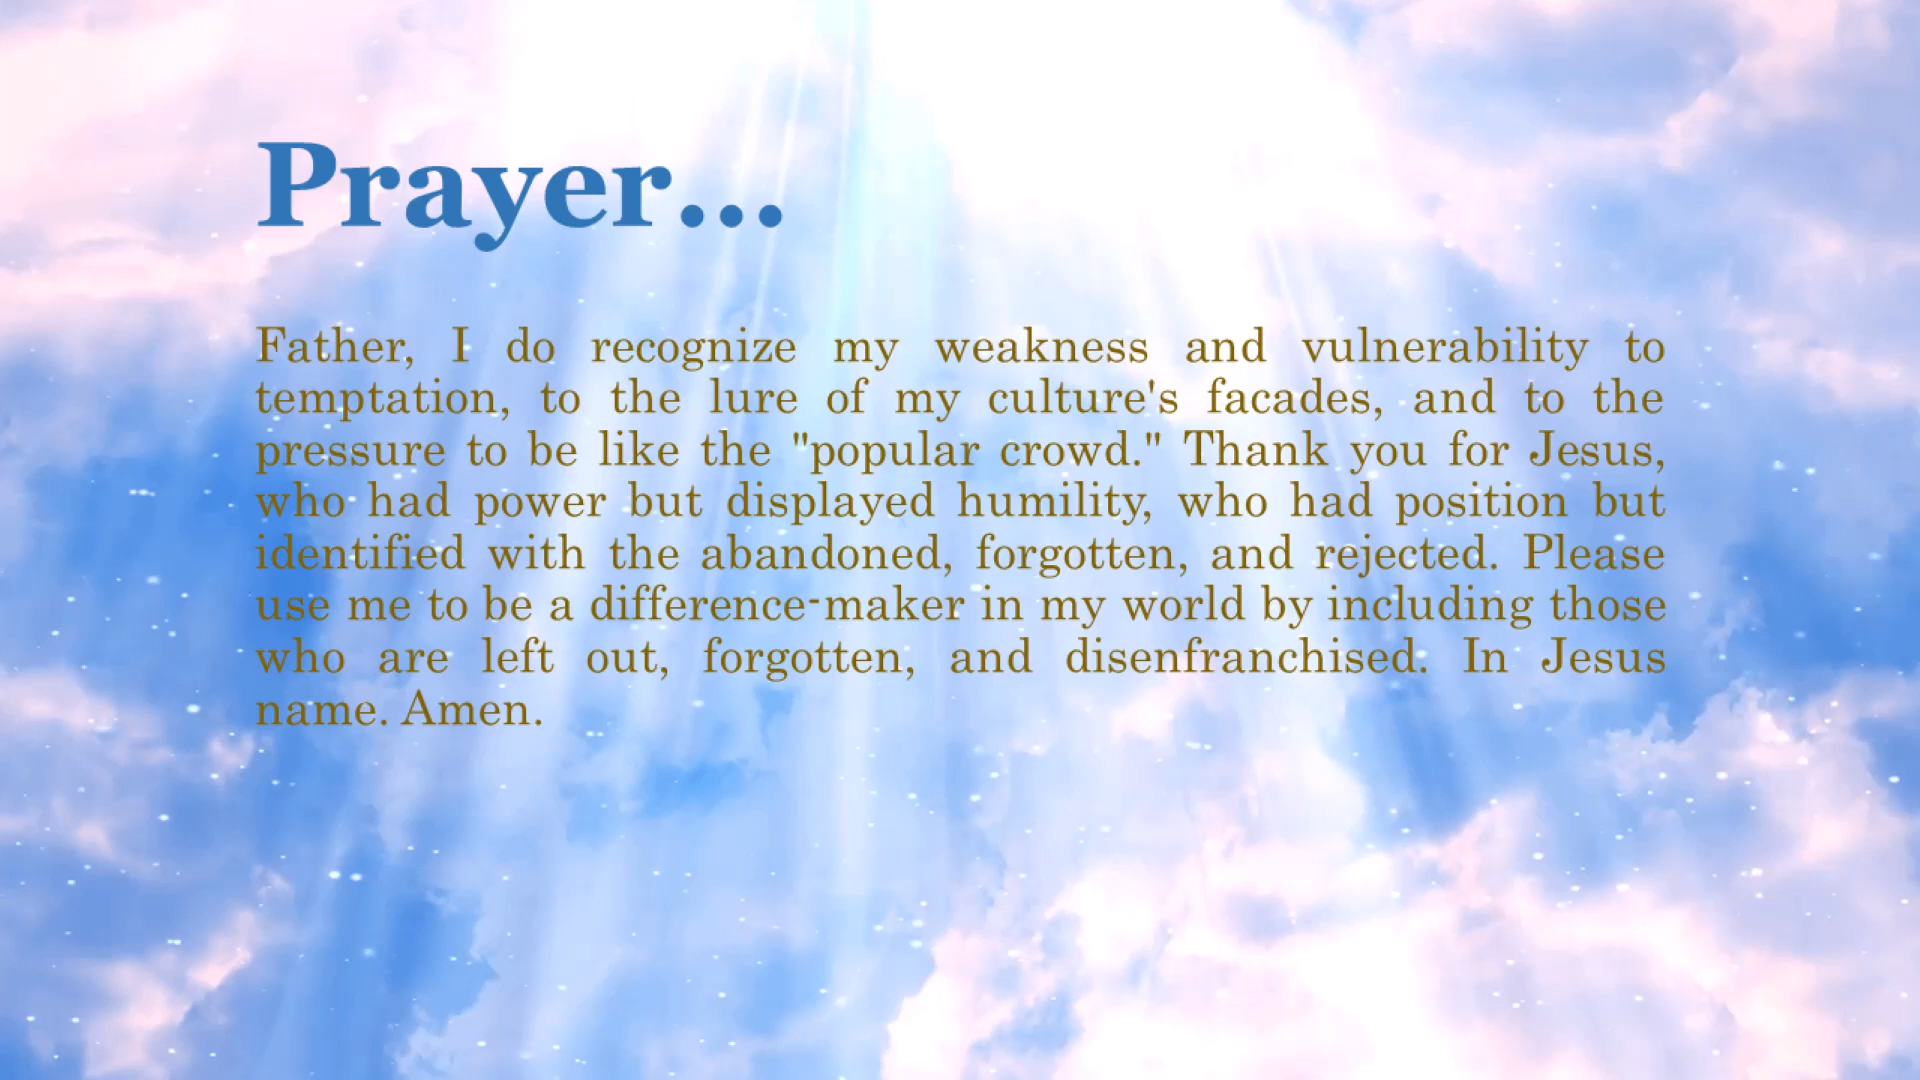 Prayer...
Father, I do recognize my weakness and vulnerability to
temptation, to the lure of my culture's facades, and to the
pressure to be like the "popular crowd." Thank you for Jesus,
who had power but displayed humility, who had position but
identified with the abandoned, forgotten, and rejected. Please
use me to be a difference-maker in my world by including those
who are left out, forgotten, and disenfranchised. In Jesus
name. Amen.